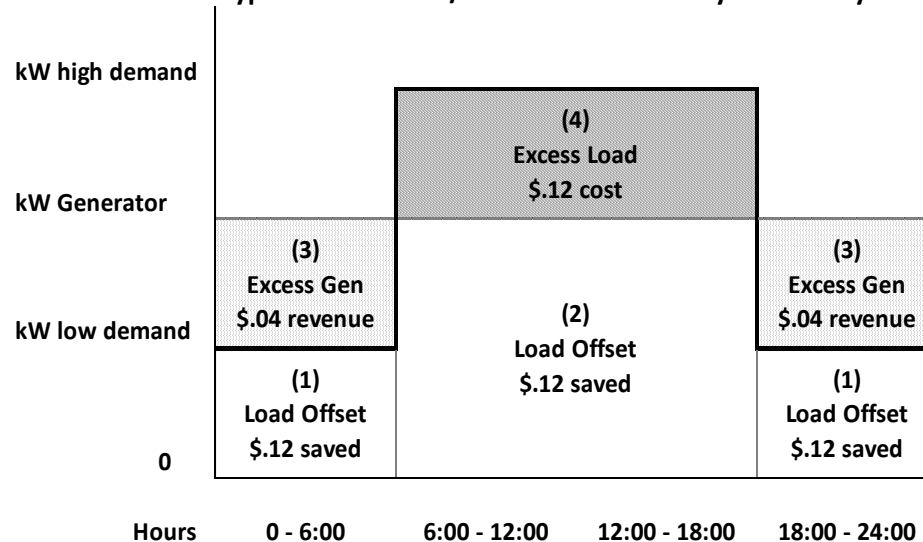 kW high demand
(4)
Excess Load
$.12 cost
kW Generator
(3)
Excess Gen
$.04 revenue
(3)
Excess Gen
$.04 revenue
kW low demand
(2)
Load Offset
$.12 saved
(1)
Load Offset
$.12 saved
(1)
Load Offset
$.12 saved
0
Hours 0 - 6:00 6:00 - 12:00 12:00 - 18:00 18:00 - 24:00